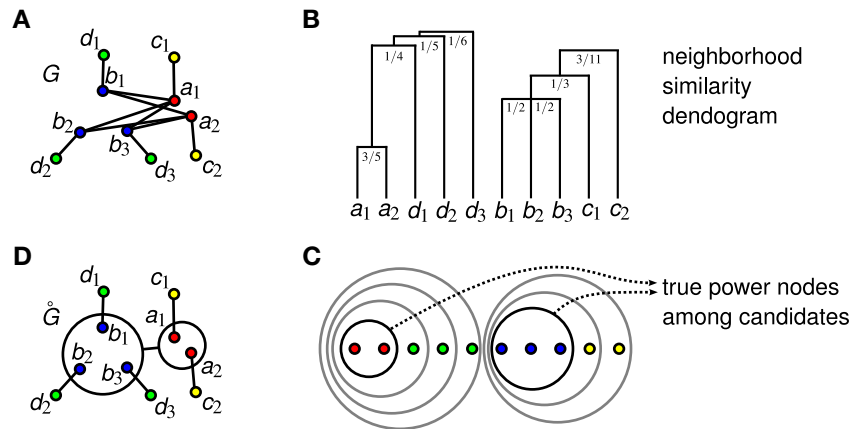 A
G
d1
c1
b1
a1
b2
a2
b3
d2
d3
c2
B
1/6
1/5
1/4
3/11
1/3
1/2 1/2
3/5
a1 a2 d1 d2 d3 b1 b2 b3 c1 c2
neighborhood
similarity
dendogram
D
G̊
d1
c1
a1
b1
b2
b3
a2
d2
d3
c2
C
true power nodes
among candidates